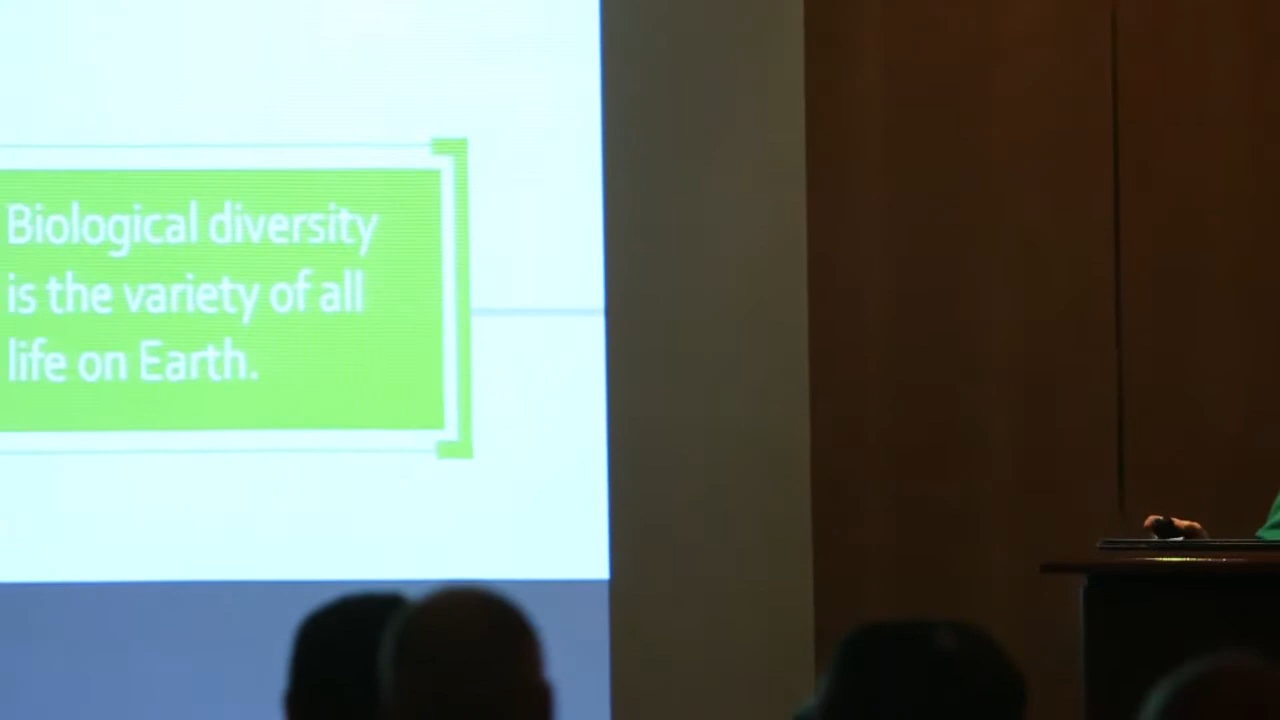 Biological diversity
is the variety of all
life on Earth.